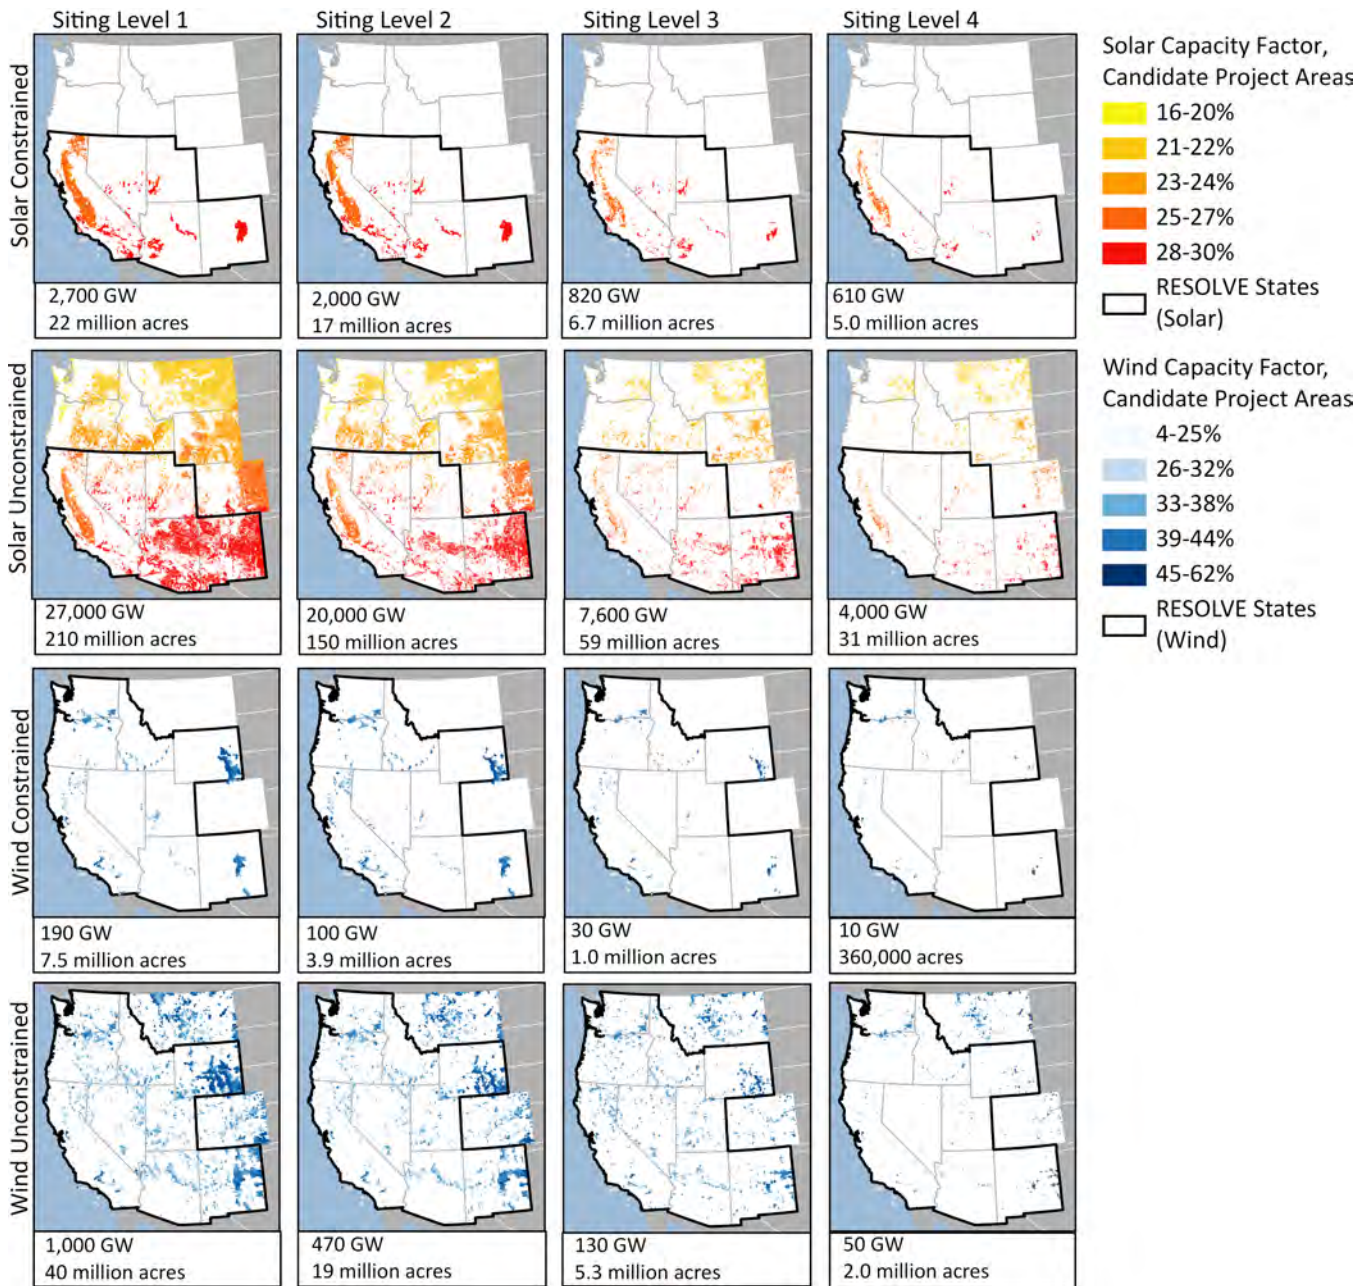 Siting Level 1
Siting Level 2
Siting Level 3
Siting Level 4
Solar Constrained
2,700 GW
22 million acres
2,000 GW
17 million acres
820 GW
6.7 million acres
610 GW
5.0 million acres
Solar Unconstrained
27,000 GW
210 million acres
20,000 GW
150 million acres
7,600 GW
59 million acres
4,000 GW
31 million acres
Wind Constrained
190 GW
7.5 million acres
100 GW
3.9 million acres
30 GW
1.0 million acres
10 GW
360,000 acres
Wind Unconstrained
1,000 GW
40 million acres
470 GW
19 million acres
130 GW
5.3 million acres
50 GW
2.0 million acres
Solar Capacity Factor,
Candidate Project Areas
16-20%
21-22%
23-24%
25-27%
28-30%
RESOLVE States
(Solar)
Wind Capacity Factor,
Candidate Project Areas
4-25%
26-32%
33-38%
39-44%
45-62%
RESOLVE States
(Wind)